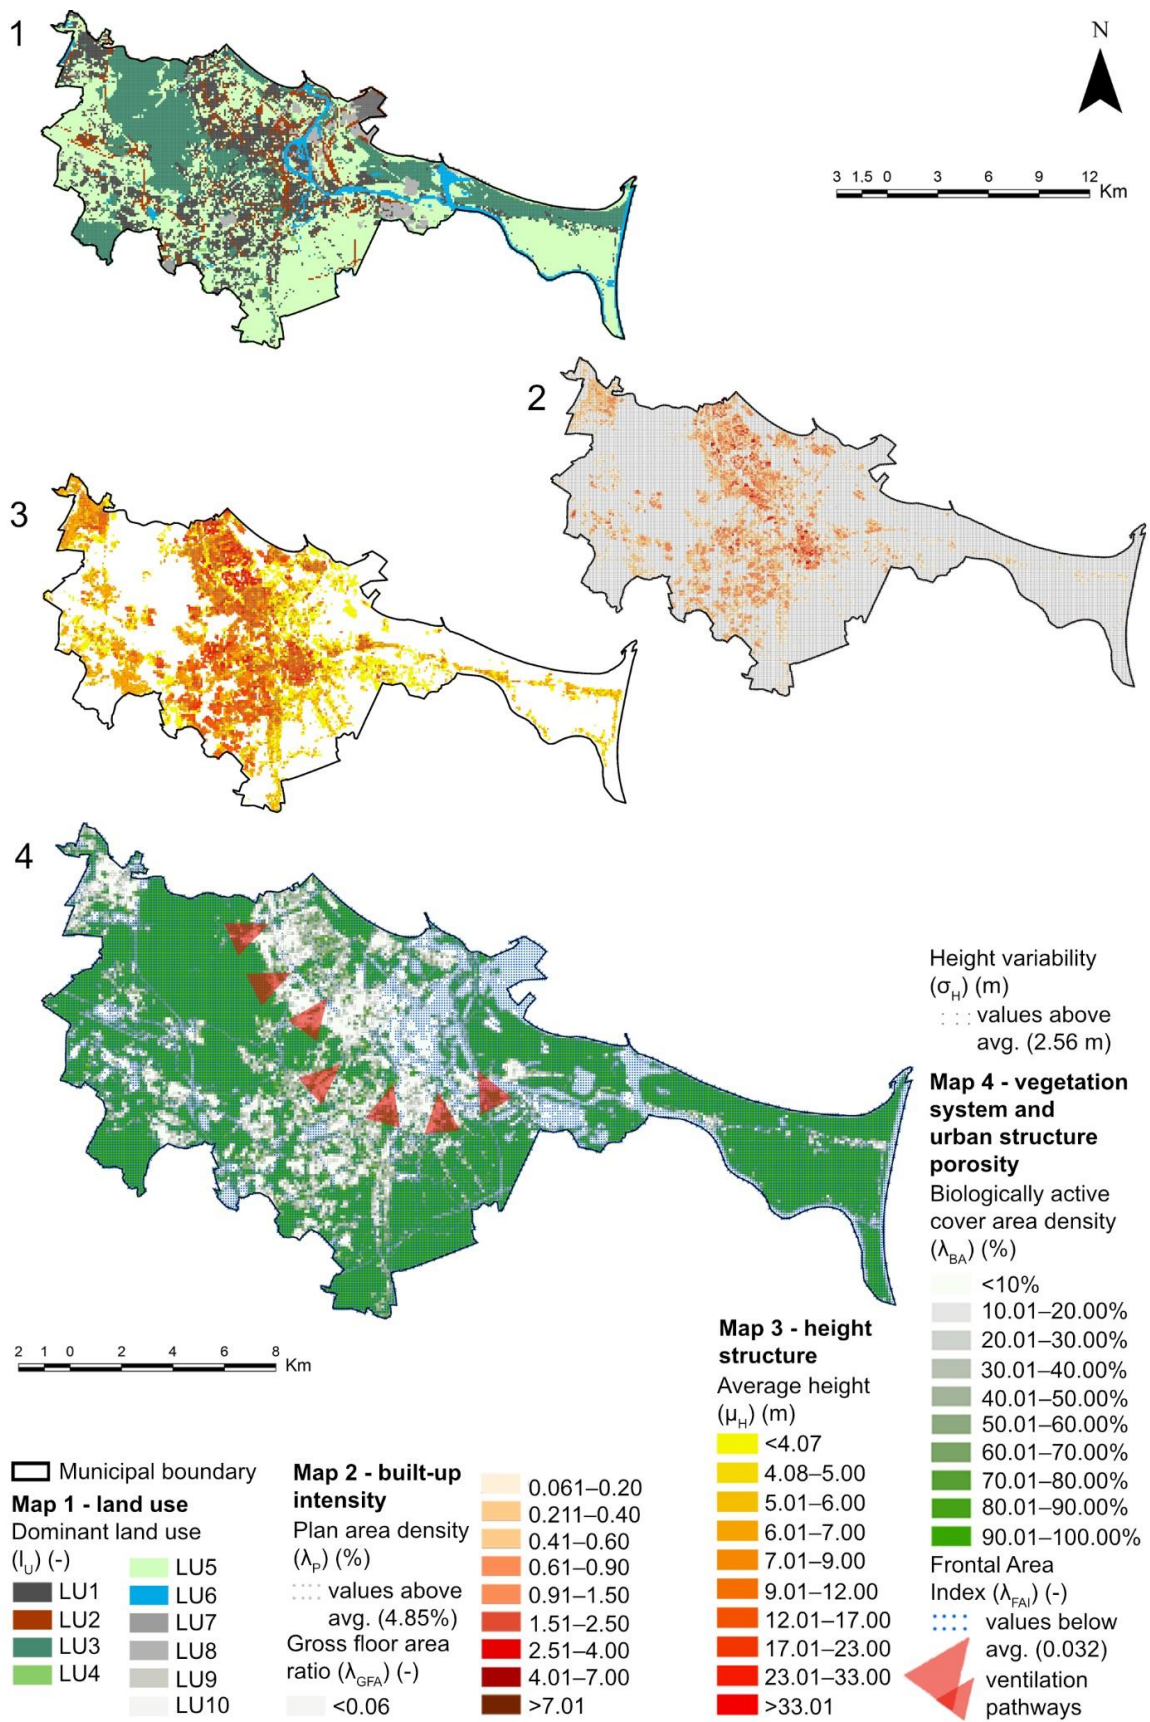 1
N
3 1.5 0 3 6 9 12
Km
2
3
4
2 1 0 2 4 6 8
Km
Municipal boundary
Map 1 - land use
Dominant land use
(lU) (-)
LU1
LU2
LU3
LU4
LU5
LU6
LU7
LU8
LU9
LU10
Map 2 - built-up
intensity
Plan area density
(λP) (%)
values above
avg. (4.85%)
Gross floor area
ratio (λGFA) (-)
<0.06
0.061–0.20
0.211–0.40
0.41–0.60
0.61–0.90
0.91–1.50
1.51–2.50
2.51–4.00
4.01–7.00
>7.01
Map 3 - height
structure
Average height
(μH) (m)
<4.07
4.08–5.00
5.01–6.00
6.01–7.00
7.01–9.00
9.01–12.00
12.01–17.00
17.01–23.00
23.01–33.00
>33.01
Height variability
(σH) (m)
values above
avg. (2.56 m)
Map 4 - vegetation
system and
urban structure
porosity
Biologically active
cover area density
(λBA) (%)
<10%
10.01–20.00%
20.01–30.00%
30.01–40.00%
40.01–50.00%
50.01–60.00%
60.01–70.00%
70.01–80.00%
80.01–90.00%
90.01–100.00%
Frontal Area
Index (λFAI) (-)
values below
avg. (0.032)
ventilation
pathways